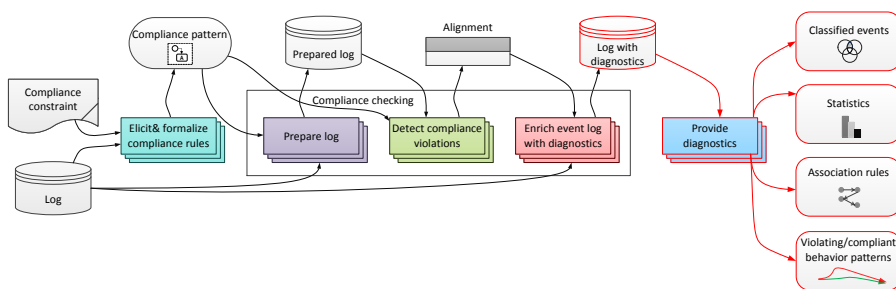 Compliance pattern
A
Compliance
constraint
Log
Elicit& formalize
compliance rules
Prepared log
Compliance checking
Prepare log
Alignment
Detect compliance
violations
Log with
diagnostics
Enrich event log
with diagnostics
Provide
diagnostics
Classified events
Statistics
Association rules
Violating/compliant
behavior patterns